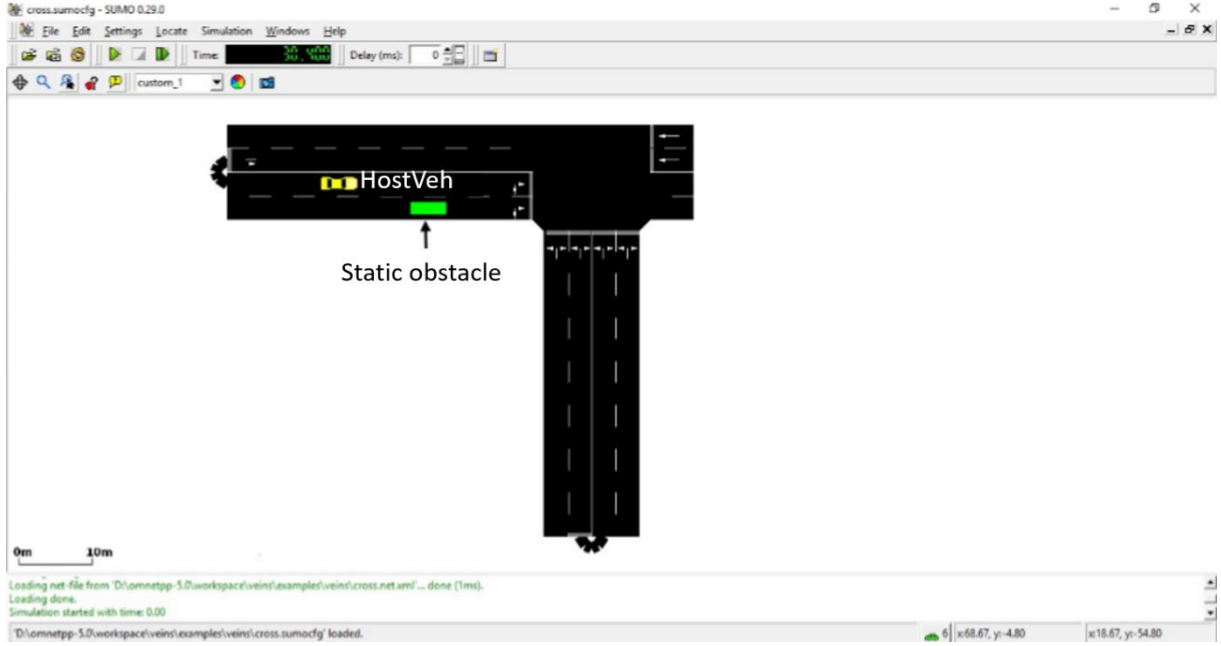 cross.sumocfg - SUMO 0.29.0
File Edit Settings Locate Simulation Windows Help
Time: 30.400 Delay (ms): 0
custom_1
HostVeh
Static obstacle
0m 10m
Loading net-file from 'D:\omnetpp-5.0\workspace\veins\examples\veins\cross.net.xml'... done (1ms).
Loading done.
Simulation started with time: 0.00
'D:\omnetpp-5.0\workspace\veins\examples\veins\cross.sumocfg' loaded. 6 x:68.67, y:-4.80 x:18.67, y:-54.80